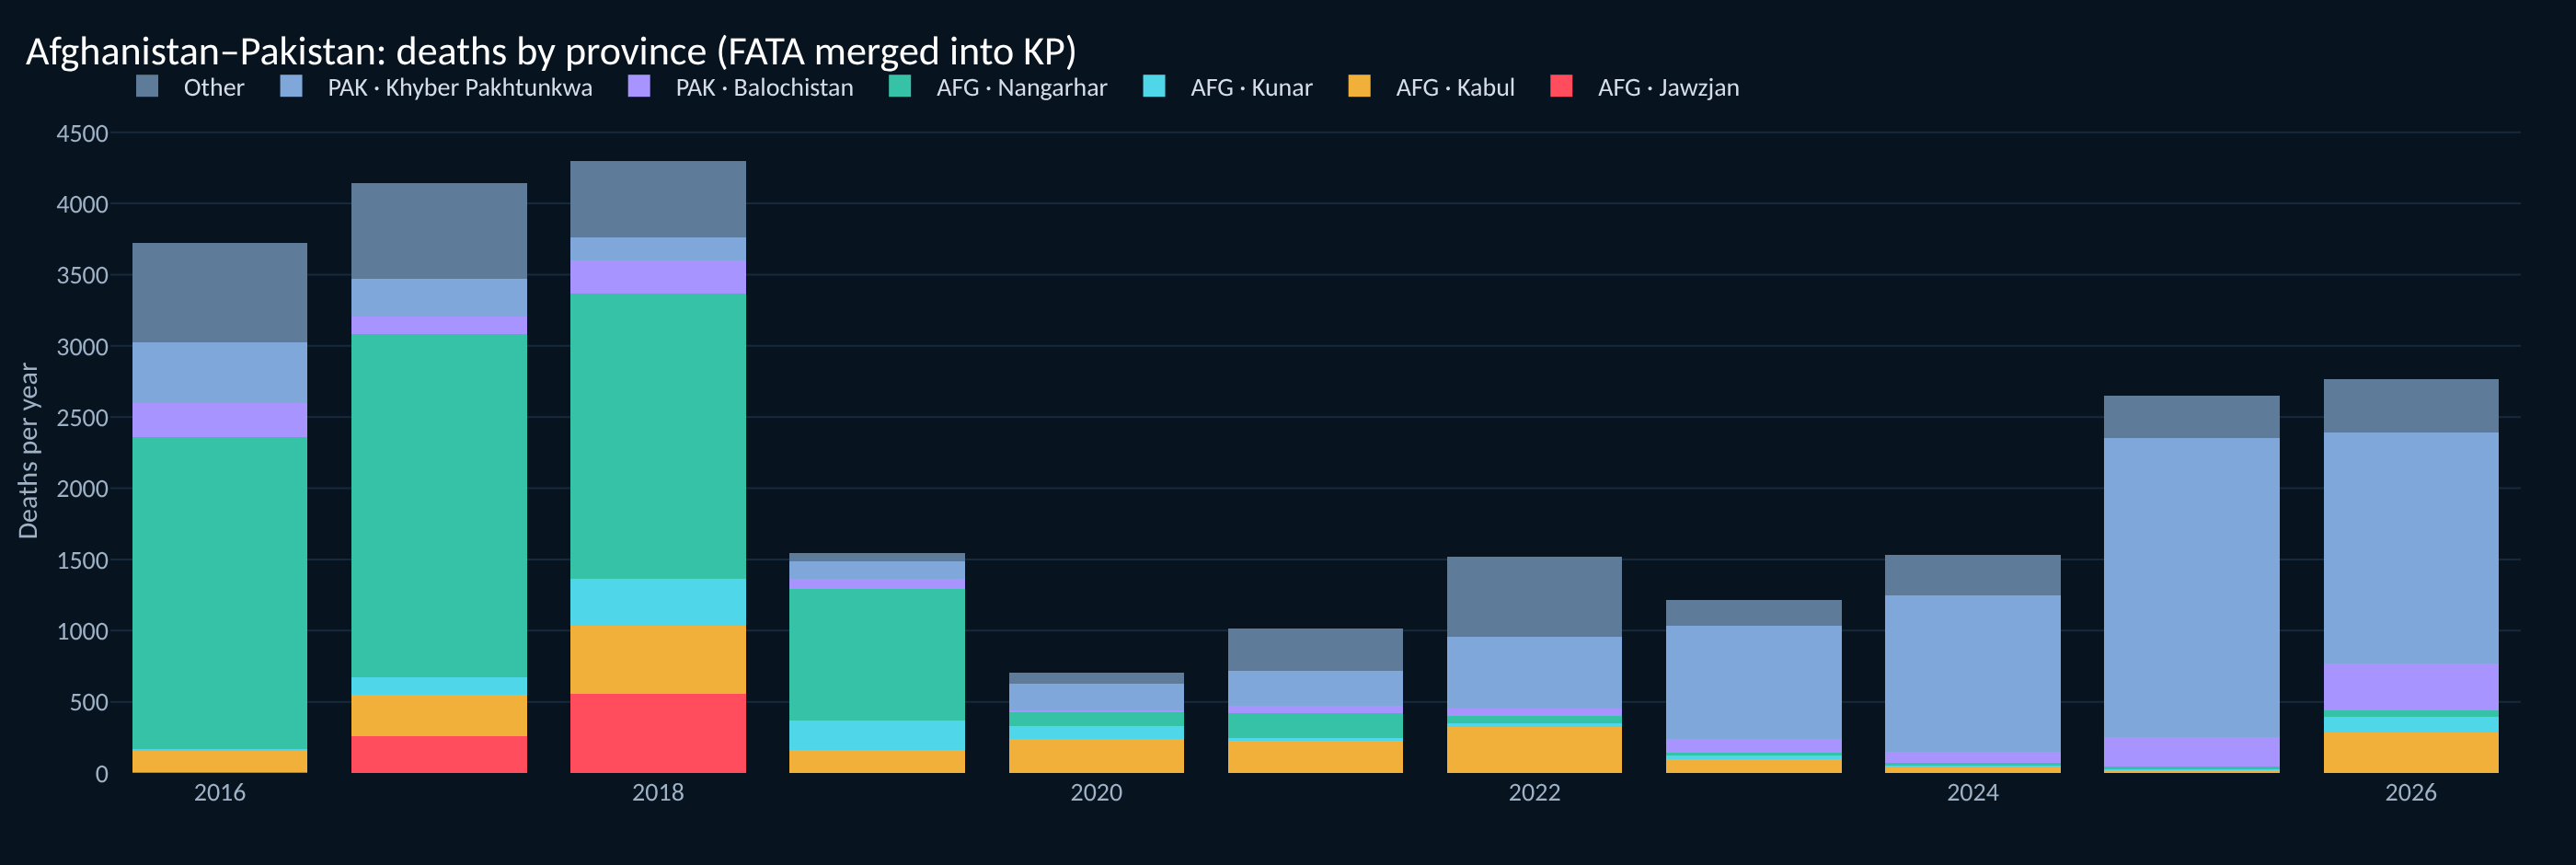 Afghanistan–Pakistan: deaths by province (FATA merged into KP)
Other PAK · Khyber Pakhtunkwa PAK · Balochistan AFG · Nangarhar AFG · Kunar AFG · Kabul AFG · Jawzjan
Deaths per year
4500
4000
3500
3000
2500
2000
1500
1000
500
0
2016 2018 2020 2022 2024 2026